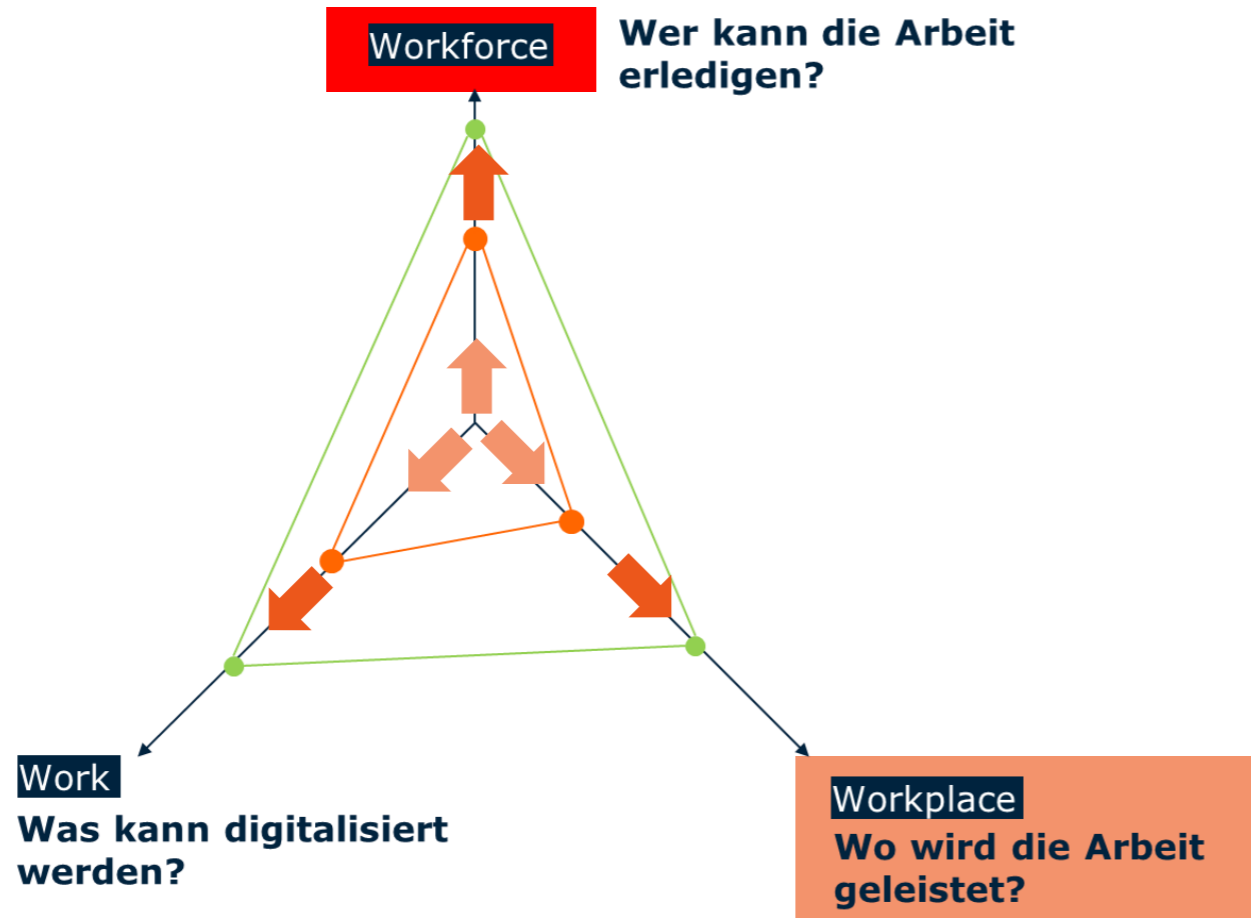 Workforce
Wer kann die Arbeit
erledigen?
Work
Was kann digitalisiert
werden?
Workplace
Wo wird die Arbeit
geleistet?